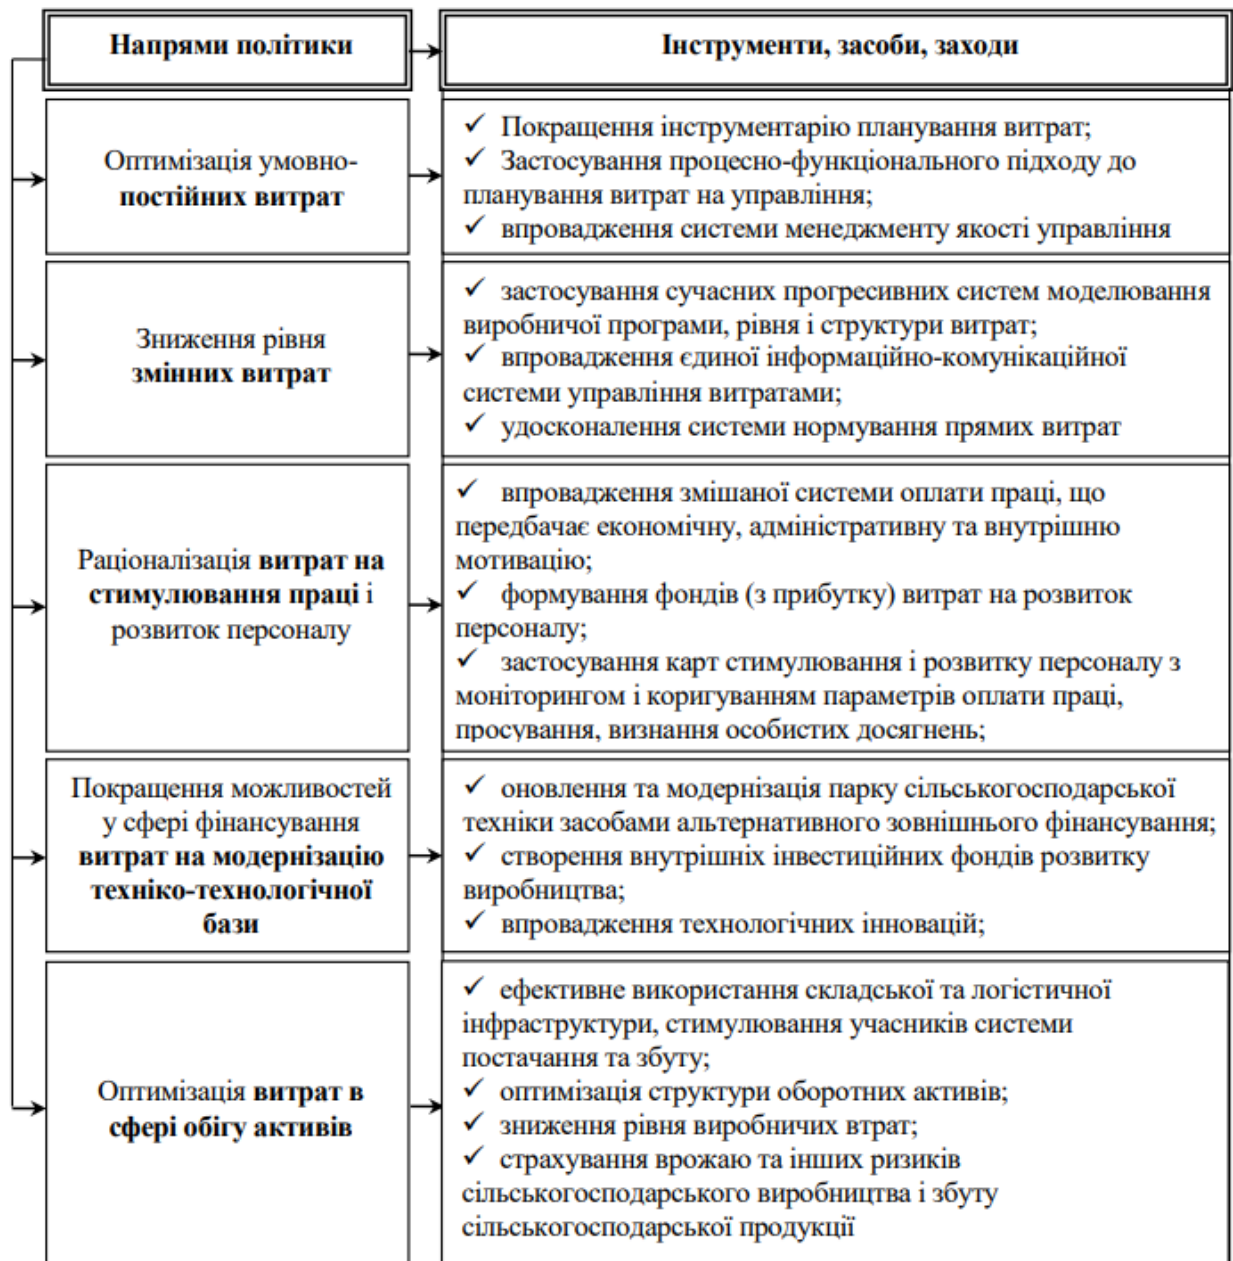 Напрями політики
Інструменти, засоби, заходи
Оптимізація умовно-
постійних витрат
✓ Покращення інструментарію планування витрат;
✓ Застосування процесно-функціонального підходу до
планування витрат на управління;
✓ впровадження системи менеджменту якості управління
Зниження рівня
змінних витрат
✓ застосування сучасних прогресивних систем моделювання
виробничої програми, рівня і структури витрат;
✓ впровадження єдиної інформаційно-комунікаційної
системи управління витратами;
✓ удосконалення системи нормування прямих витрат
Раціоналізація витрат на
стимулювання праці і
розвиток персоналу
✓ впровадження змішаної системи оплати праці, що
передбачає економічну, адміністративну та внутрішню
мотивацію;
✓ формування фондів (з прибутку) витрат на розвиток
персоналу;
✓ застосування карт стимулювання і розвитку персоналу з
моніторингом і коригуванням параметрів оплати праці,
просування, визнання особистих досягнень;
Покращення можливостей
у сфері фінансування
витрат на модернізацію
техніко-технологічної
бази
✓ оновлення та модернізація парку сільськогосподарської
техніки засобами альтернативного зовнішнього фінансування;
✓ створення внутрішніх інвестиційних фондів розвитку
виробництва;
✓ впровадження технологічних інновацій;
Оптимізація витрат в
сфері обігу активів
✓ ефективне використання складської та логістичної
інфраструктури, стимулювання учасників системи
постачання та збуту;
✓ оптимізація структури оборотних активів;
✓ зниження рівня виробничих втрат;
✓ страхування врожаю та інших ризиків
сільськогосподарського виробництва і збуту
сільськогосподарської продукції